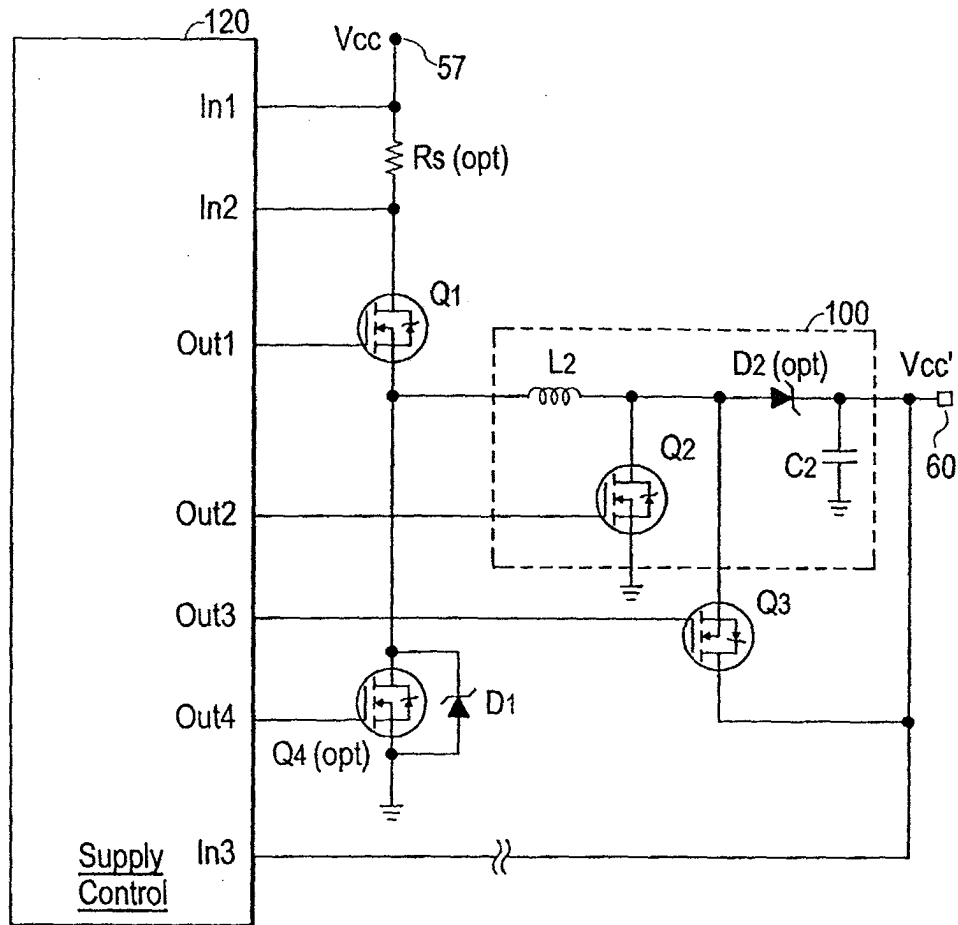 120
Vcc
57
In1
Rs (opt)
In2
Q1
Out1
100
L2
D2 (opt)
Vcc'
Q2
C2
60
Out2
Out3
Q3
Out4
D1
Q4 (opt)
In3
Supply
Control